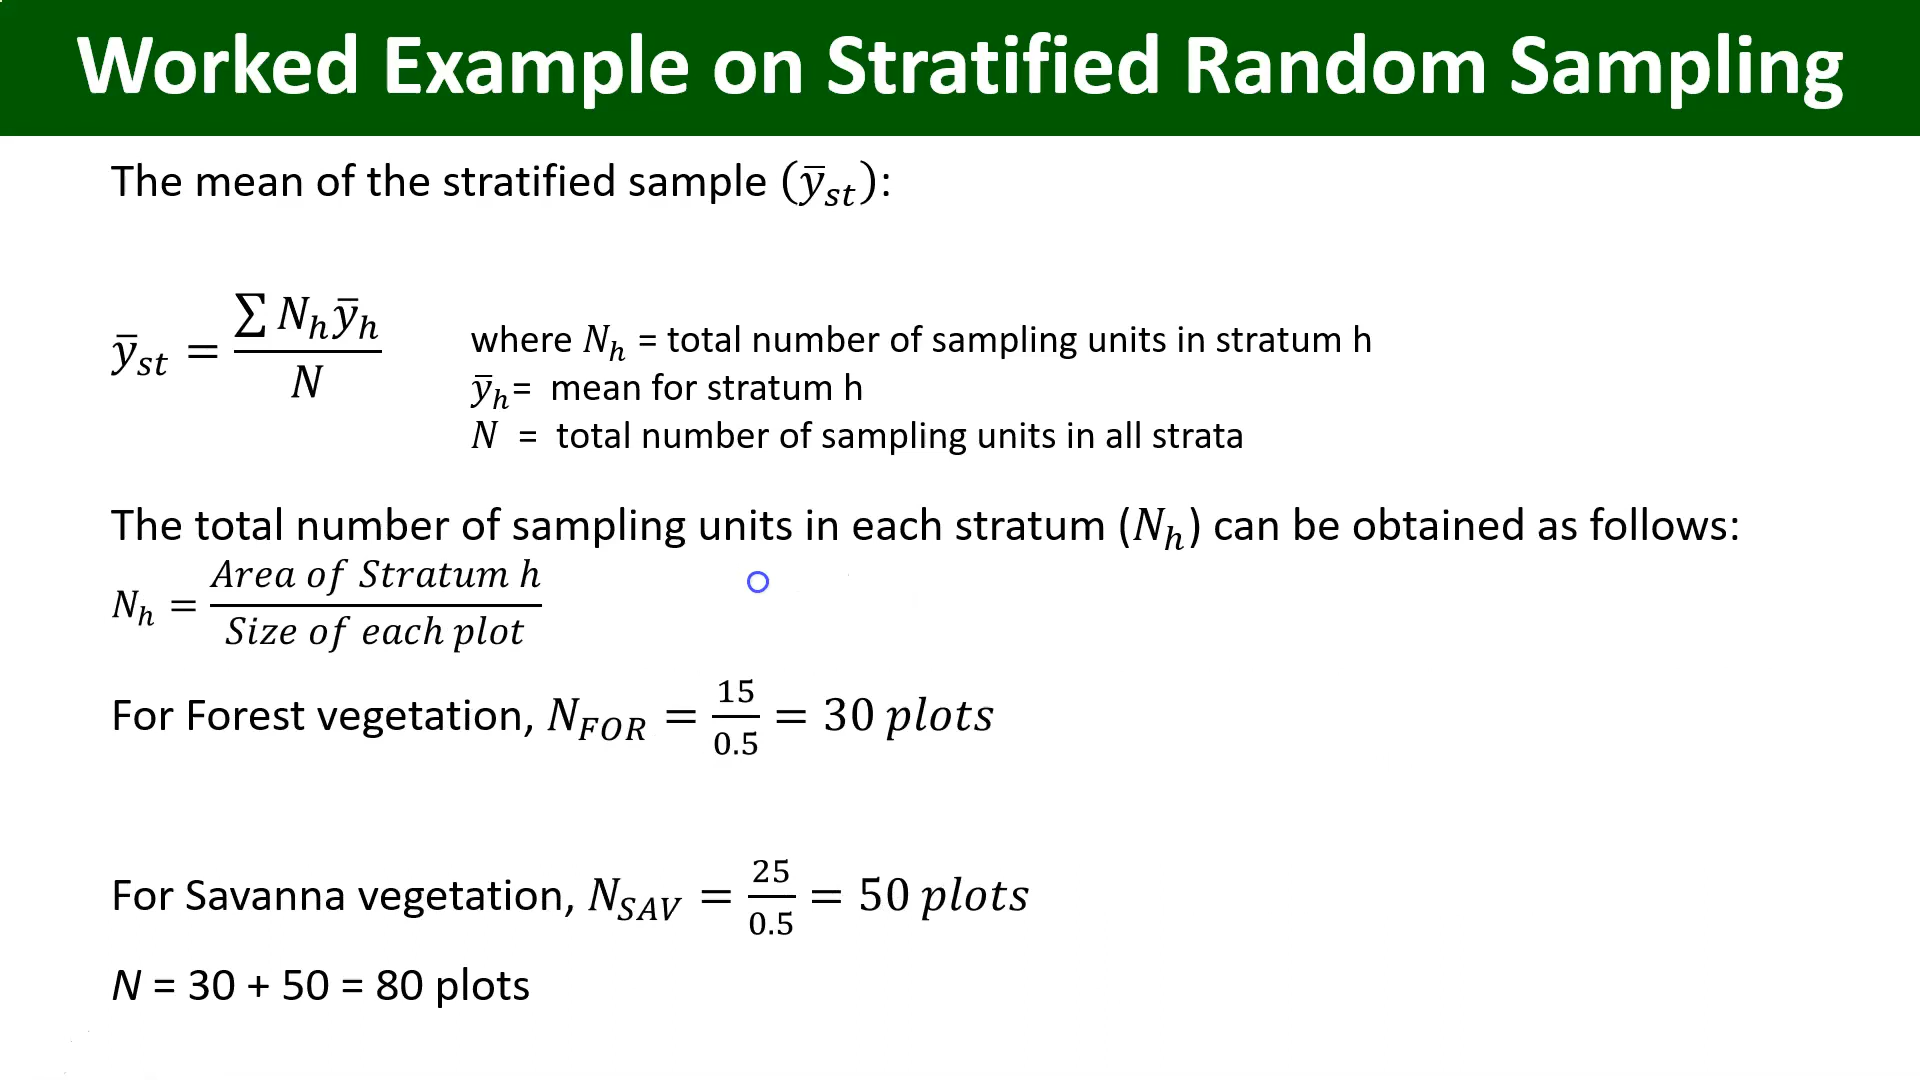 Worked Example on Stratified Random Sampling
The mean of the stratified sample (ȳ_st):
ȳ_st = ∑ N_h ȳ_h / N
where N_h = total number of sampling units in stratum h
ȳ_h = mean for stratum h
N = total number of sampling units in all strata
The total number of sampling units in each stratum (N_h) can be obtained as follows:
N_h = Area of Stratum h / Size of each plot
For Forest vegetation, N_FOR = 15 / 0.5 = 30 plots
For Savanna vegetation, N_SAV = 25 / 0.5 = 50 plots
N = 30 + 50 = 80 plots